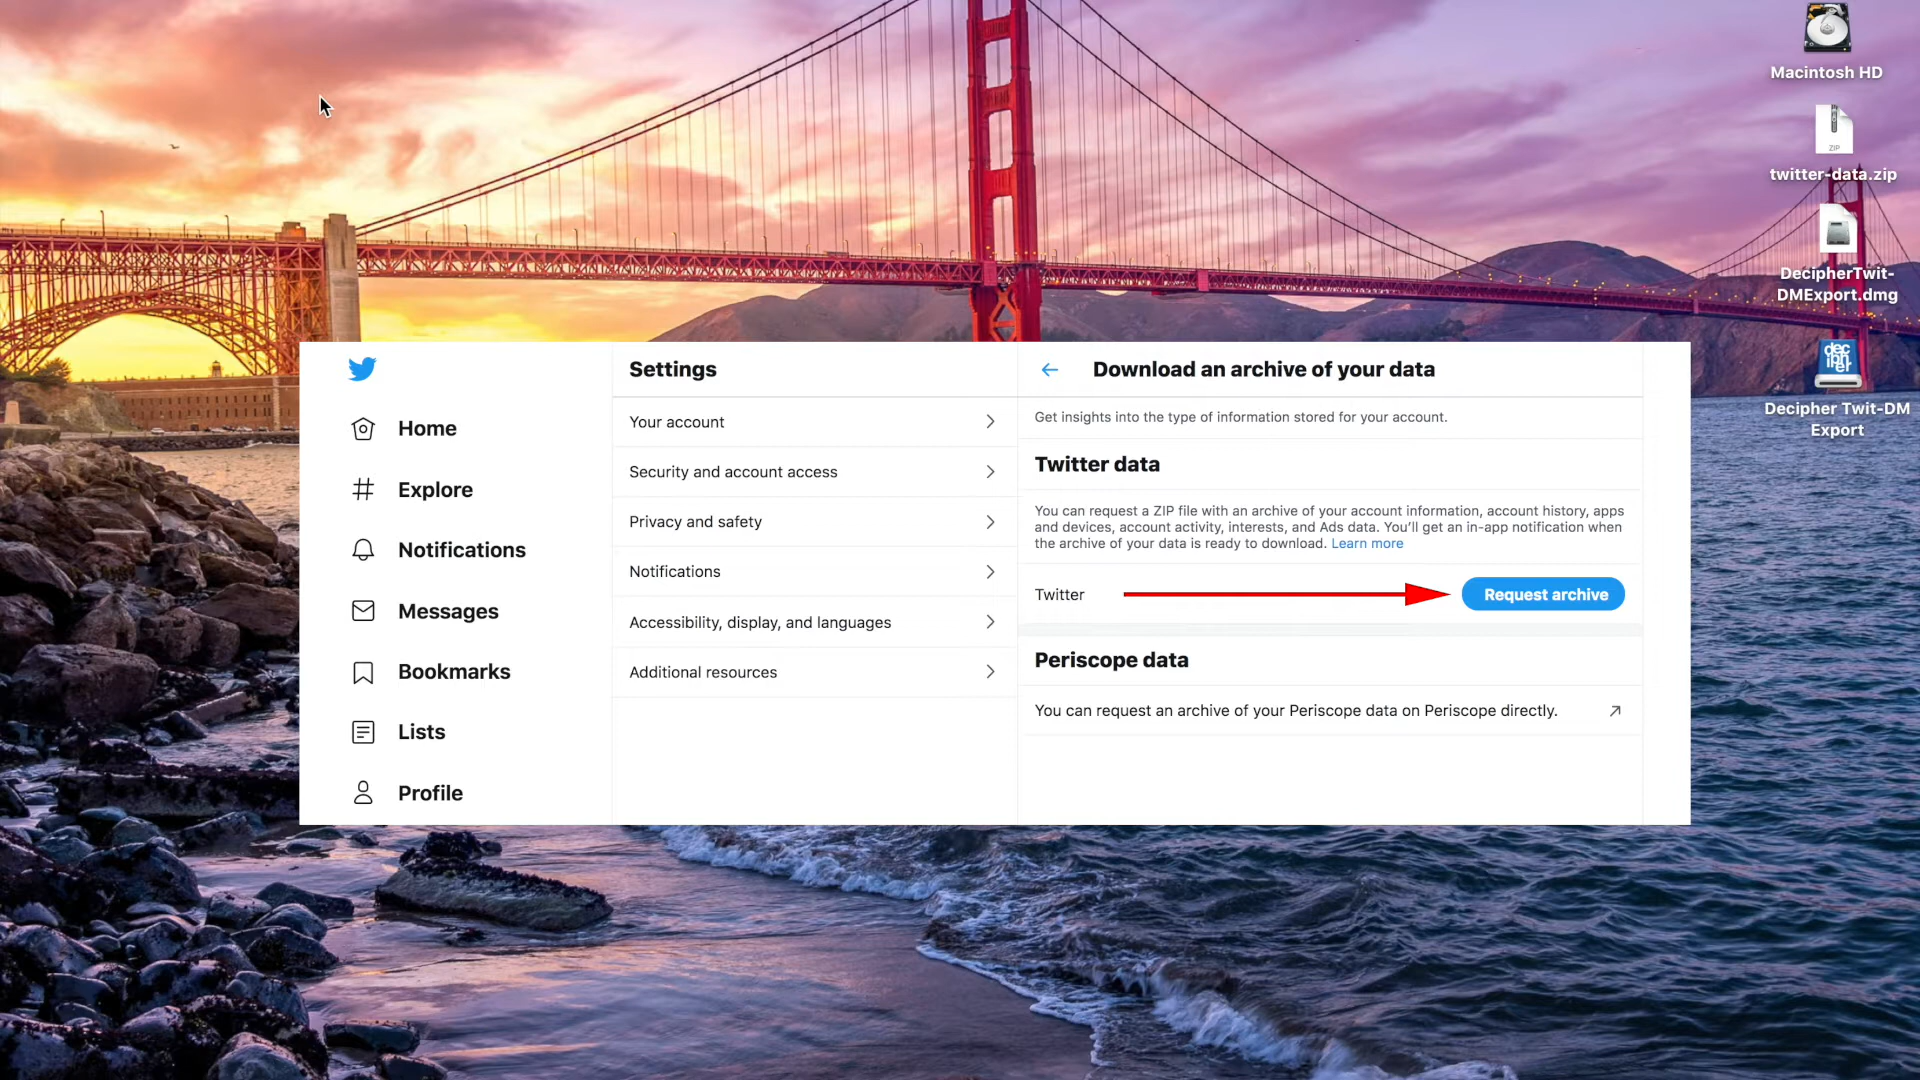 Macintosh HD
ZIP
twitter-data.zip
DecipherTwit-
DMExport.dmg
decipher
Decipher Twit-DM
Export
Home
Explore
Notifications
Messages
Bookmarks
Lists
Profile
Settings
Your account
Security and account access
Privacy and safety
Notifications
Accessibility, display, and languages
Additional resources
Download an archive of your data
Get insights into the type of information stored for your account.
Twitter data
You can request a ZIP file with an archive of your account information, account history, apps
and devices, account activity, interests, and Ads data. You’ll get an in-app notification when
the archive of your data is ready to download. Learn more
Twitter
Request archive
Periscope data
You can request an archive of your Periscope data on Periscope directly.